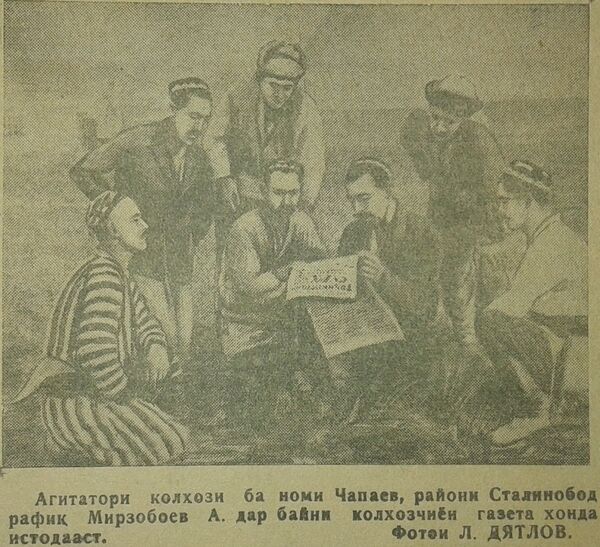 Агитатори колхози ба номи Чапаев, райони Сталинобод
рафиқ Мирзобоев А. дар байни колхозчиён газета хонда
истодааст. Фотои Л. ДЯТЛОВ.